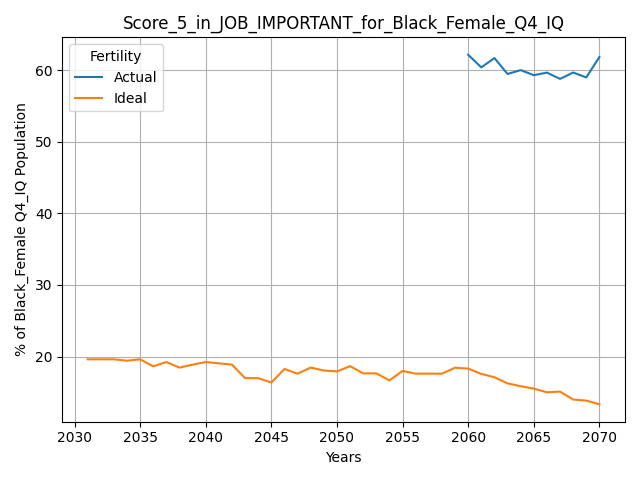 Score_5_in_JOB_IMPORTANT_for_Black_Female_Q4_IQ
Fertility
Actual
Ideal
% of Black_Female Q4_IQ Population
60
50
40
30
20
2030 2035 2040 2045 2050 2055 2060 2065 2070
Years